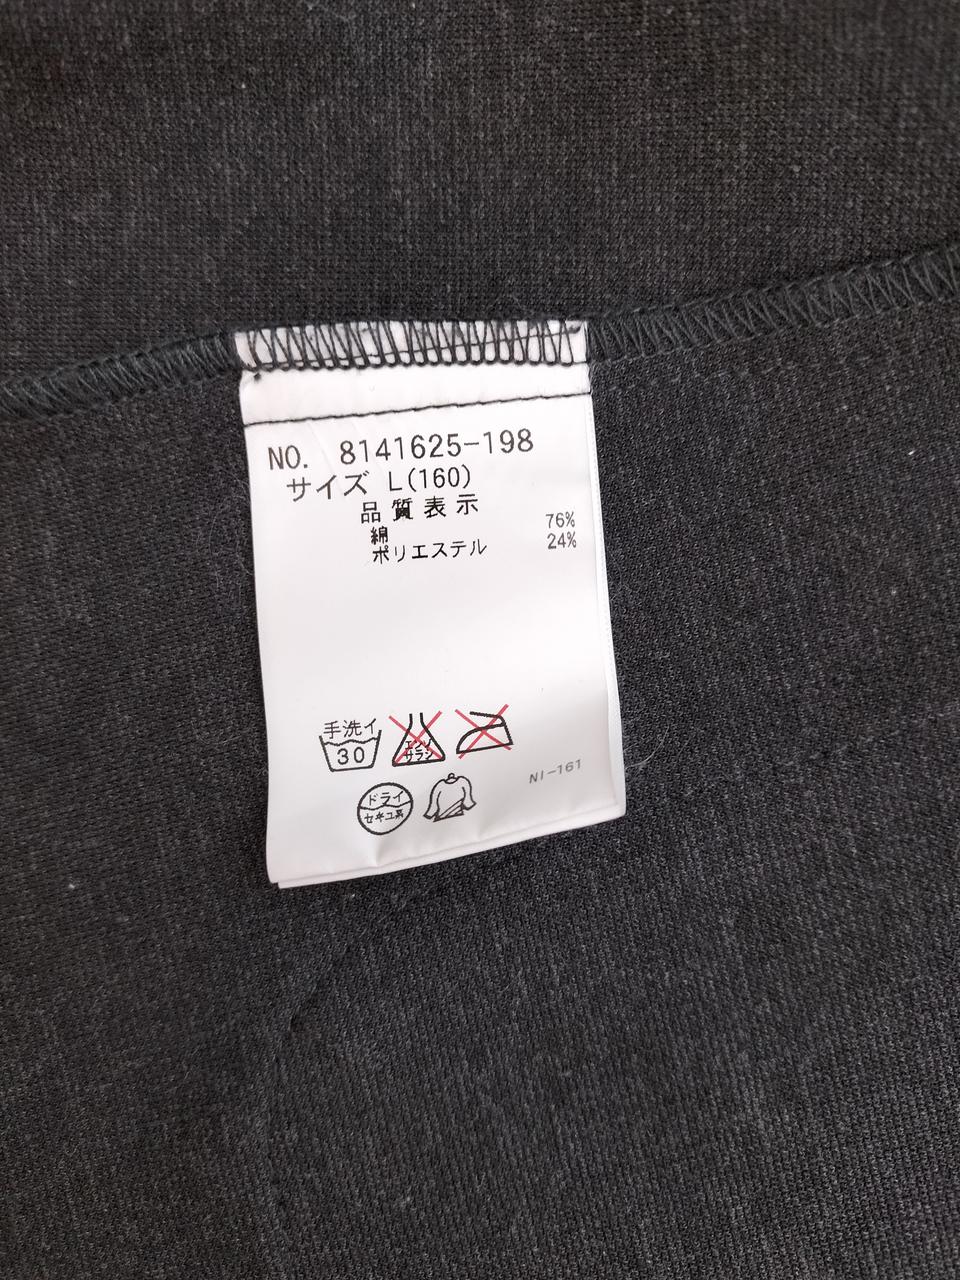 NO. 8141625-198
サイズ L(160)
品質表示
綿 76%
ポリエステル 24%
手洗イ
30
エンソ
サラシ
ドライ
セキユ系
NI-161